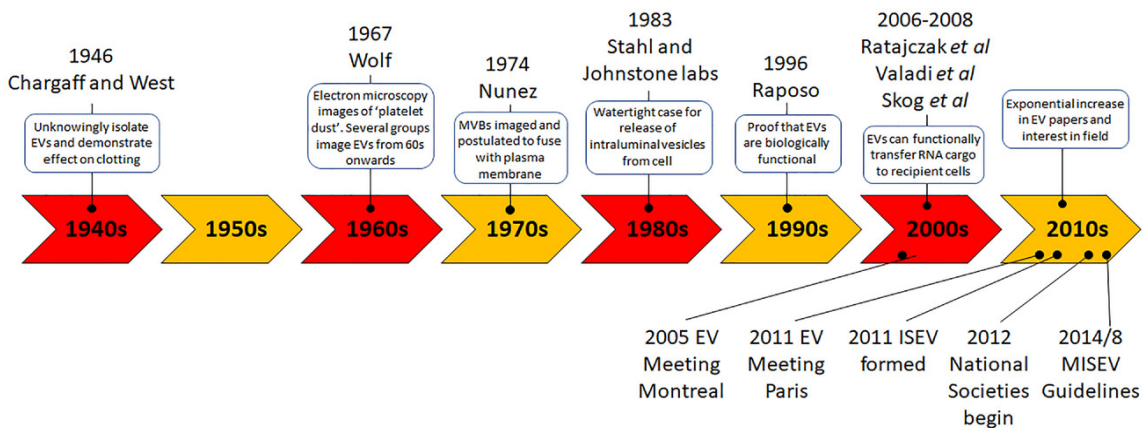 1946
Chargaff and West
Unknowingly isolate
EVs and demonstrate
effect on clotting
1967
Wolf
Electron microscopy
images of 'platelet
dust'. Several groups
image EVs from 60s
onwards
1974
Nunez
MVBs imaged and
postulated to fuse
with plasma
membrane
1983
Stahl and
Johnstone labs
Watertight case for
release of
intraluminal vesicles
from cell
1996
Raposo
Proof that EVs
are biologically
functional
2006-2008
Ratajczak et al
Valadi et al
Skog et al
EVs can functionally
transfer RNA cargo
to recipient cells
Exponential increase
in EV papers and
interest in field
1940s
1950s
1960s
1970s
1980s
1990s
2000s
2010s
2005 EV
Meeting
Montreal
2011 EV
Meeting
Paris
2011 ISEV
formed
2012
National
Societies
begin
2014/8
MISEV
Guidelines